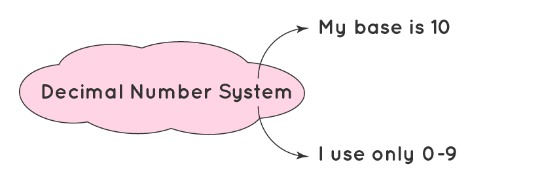 My base is 10
Decimal Number System
I use only 0-9